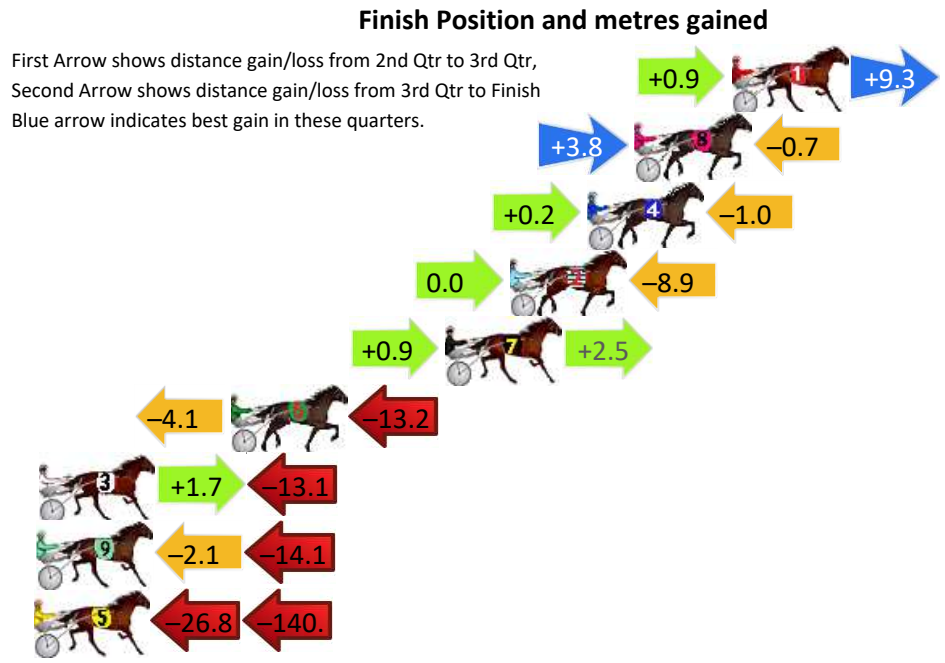 Finish Position and metres gained
First Arrow shows distance gain/loss from 2nd Qtr to 3rd Qtr,
Second Arrow shows distance gain/loss from 3rd Qtr to Finish
Blue arrow indicates best gain in these quarters.
+0.9 1 +9.3
+3.8 8 –0.7
+0.2 4 –1.0
0.0 2 –8.9
+0.9 7 +2.5
–4.1 6 –13.2
3 +1.7 –13.1
9 –2.1 –14.1
5 –26.8 –140.